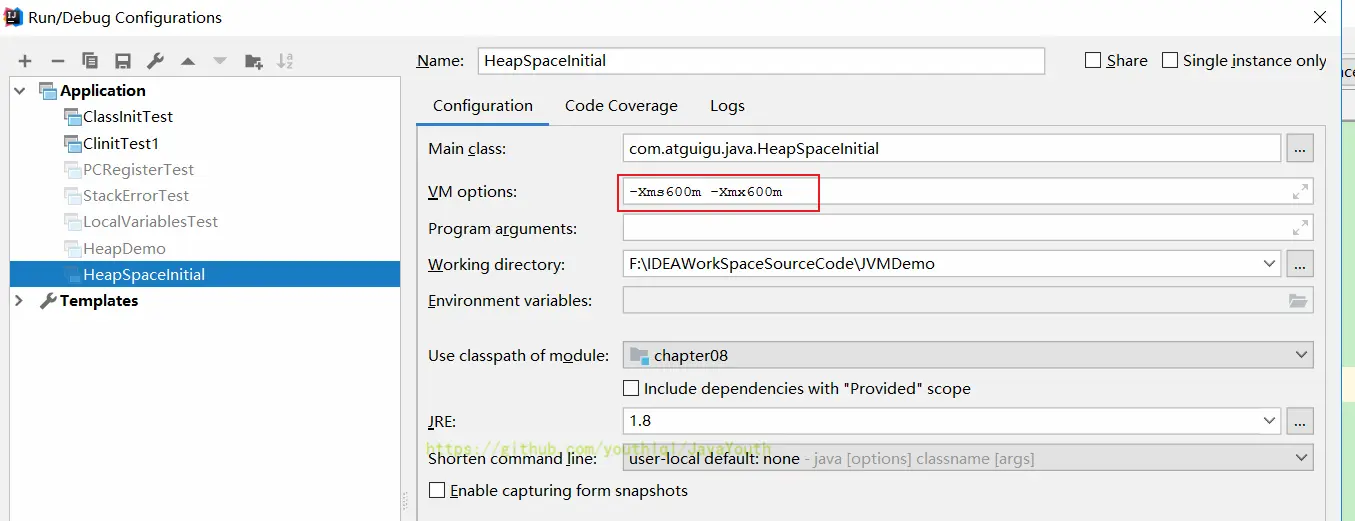 Run/Debug Configurations
Name: HeapSpaceInitial Share Single instance only
Application
ClassInitTest
ClinitTest1
PCRegisterTest
StackErrorTest
LocalVariablesTest
HeapDemo
HeapSpaceInitial
Templates
Configuration Code Coverage Logs
Main class: com.atguigu.java.HeapSpaceInitial ...
VM options: -Xms600m -Xmx600m
Program arguments:
Working directory: F:\IDEAWorkSpaceSourceCode\JVMDemo ...
Environment variables:
Use classpath of module: chapter08
Include dependencies with "Provided" scope
JRE: 1.8 ...
https://github.com/youthlql/JavaYouth
Shorten command line: user-local default: none - java [options] classname [args]
Enable capturing form snapshots